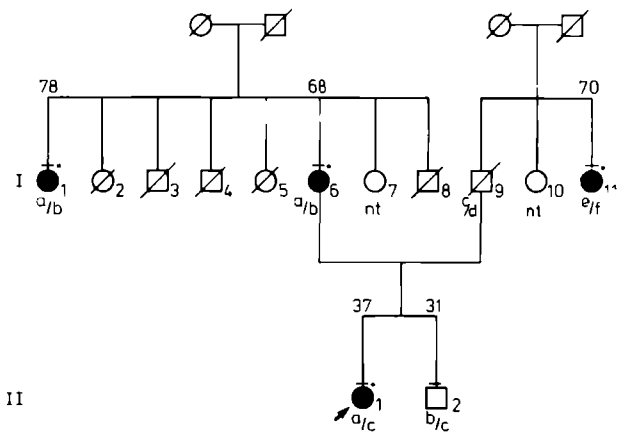 78 68 70
I 1 2 3 4 5 6 7 8 9 10 11
a/b a/b nt c/d nt e/f
37 31
II 1 2
a/c b/c